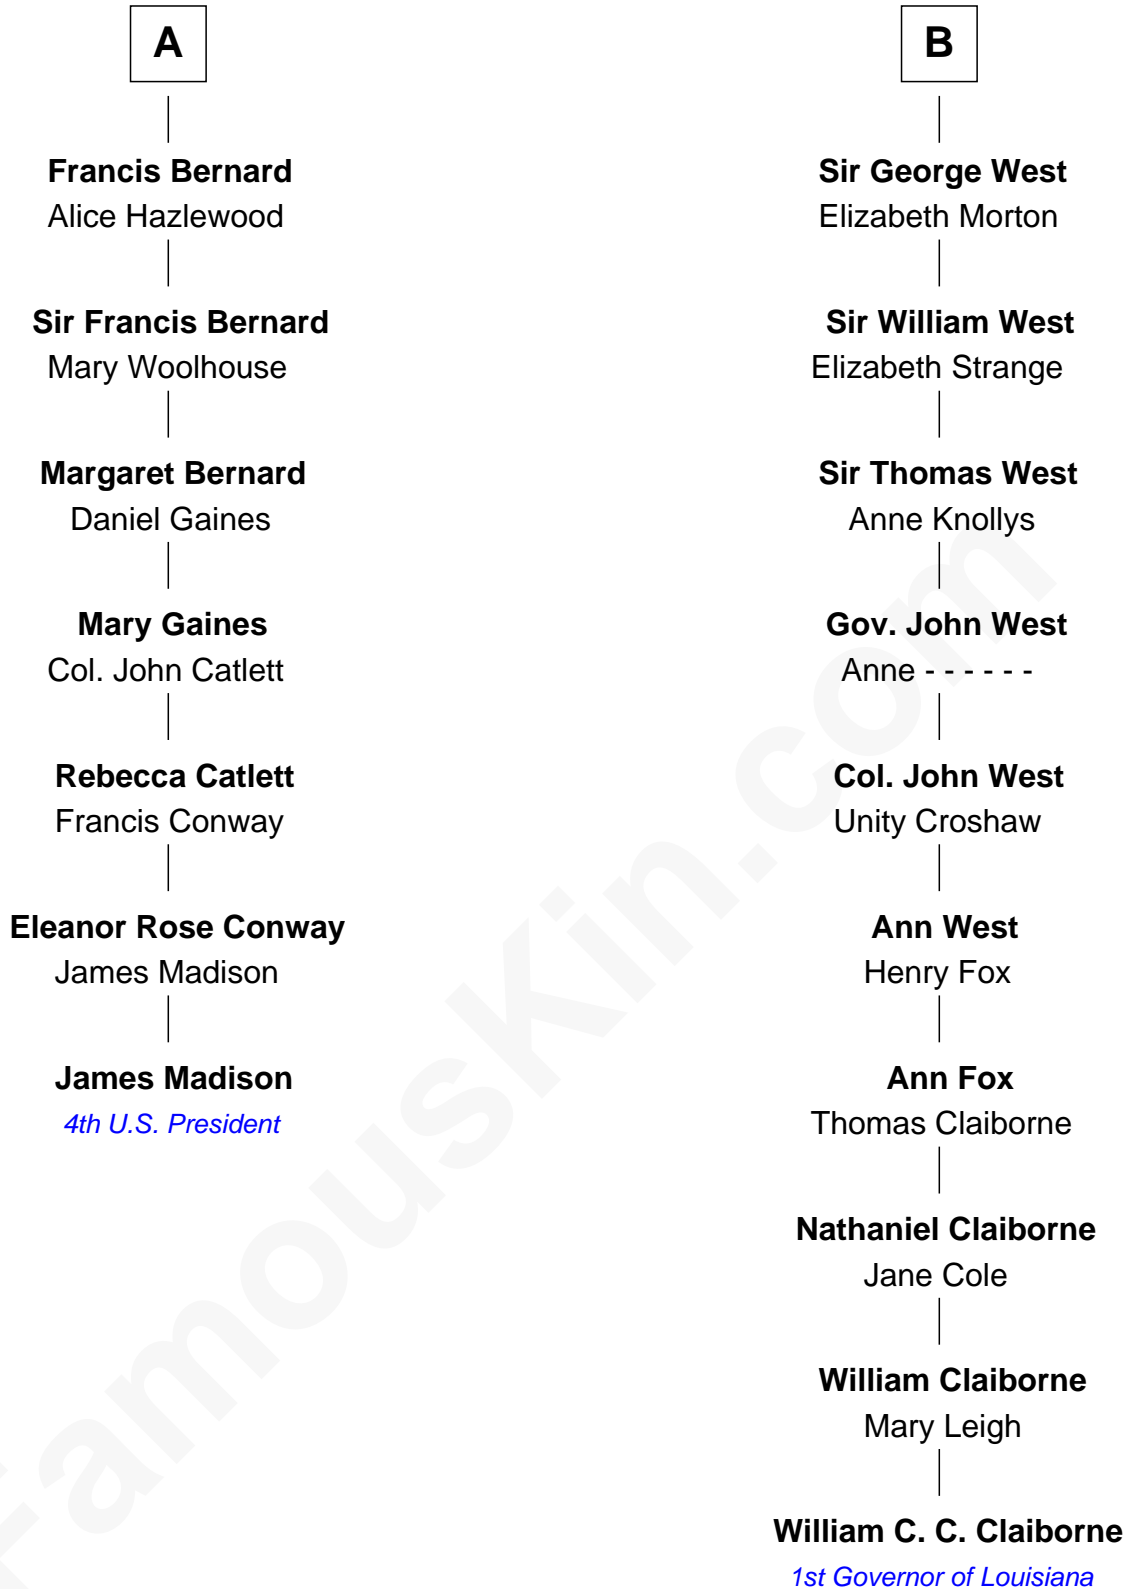 A
Francis Bernard
Alice Hazlewood
Sir Francis Bernard
Mary Woolhouse
Margaret Bernard
Daniel Gaines
Mary Gaines
Col. John Catlett
Rebecca Catlett
Francis Conway
Eleanor Rose Conway
James Madison
James Madison
4th U.S. President
B
Sir George West
Elizabeth Morton
Sir William West
Elizabeth Strange
Sir Thomas West
Anne Knollys
Gov. John West
Anne - - - - - -
Col. John West
Unity Croshaw
Ann West
Henry Fox
Ann Fox
Thomas Claiborne
Nathaniel Claiborne
Jane Cole
William Claiborne
Mary Leigh
William C. C. Claiborne
1st Governor of Louisiana
FamousKin.com